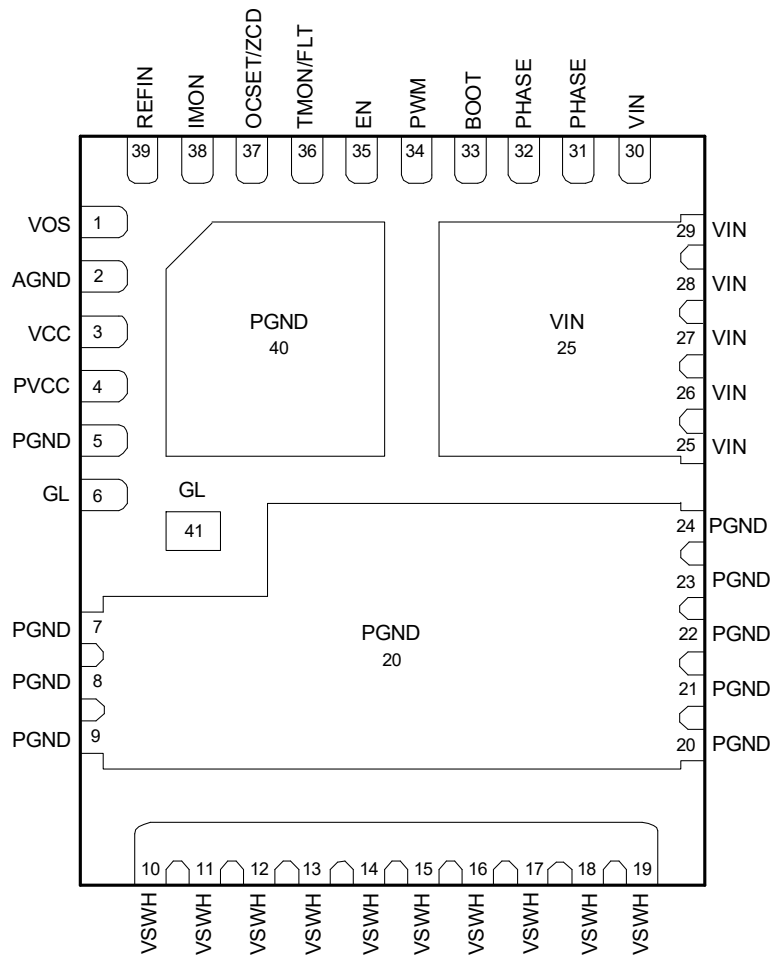 REFIN
IMON
OCSET/ZCD
TMON/FLT
EN
PWM
BOOT
PHASE
PHASE
VIN
39
38
37
36
35
34
33
32
31
30
VOS 1
AGND 2
VCC 3
PVCC 4
PGND 5
GL 6
PGND
40
VIN
25
29 VIN
28 VIN
27 VIN
26 VIN
25 VIN
GL
41
24 PGND
23 PGND
22 PGND
21 PGND
20 PGND
PGND 7
PGND 8
PGND 9
PGND
20
10
11
12
13
14
15
16
17
18
19
VSWH
VSWH
VSWH
VSWH
VSWH
VSWH
VSWH
VSWH
VSWH
VSWH